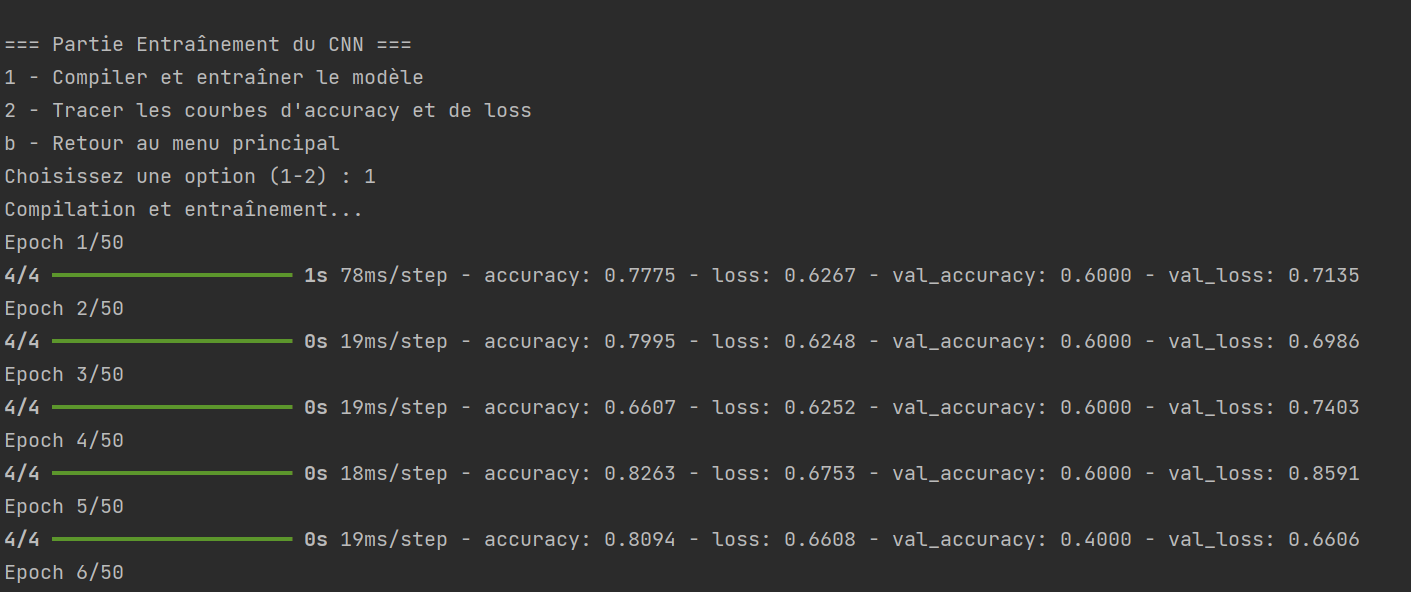 === Partie Entraînement du CNN ===
1 - Compiler et entraîner le modèle
2 - Tracer les courbes d'accuracy et de loss
b - Retour au menu principal
Choisissez une option (1-2) : 1
Compilation et entraînement...
Epoch 1/50
4/4 ━━━━━━━━━━━━━━━━━━━━ 1s 78ms/step - accuracy: 0.7775 - loss: 0.6267 - val_accuracy: 0.6000 - val_loss: 0.7135
Epoch 2/50
4/4 ━━━━━━━━━━━━━━━━━━━━ 0s 19ms/step - accuracy: 0.7995 - loss: 0.6248 - val_accuracy: 0.6000 - val_loss: 0.6986
Epoch 3/50
4/4 ━━━━━━━━━━━━━━━━━━━━ 0s 19ms/step - accuracy: 0.6607 - loss: 0.6252 - val_accuracy: 0.6000 - val_loss: 0.7403
Epoch 4/50
4/4 ━━━━━━━━━━━━━━━━━━━━ 0s 18ms/step - accuracy: 0.8263 - loss: 0.6753 - val_accuracy: 0.6000 - val_loss: 0.8591
Epoch 5/50
4/4 ━━━━━━━━━━━━━━━━━━━━ 0s 19ms/step - accuracy: 0.8094 - loss: 0.6608 - val_accuracy: 0.4000 - val_loss: 0.6606
Epoch 6/50